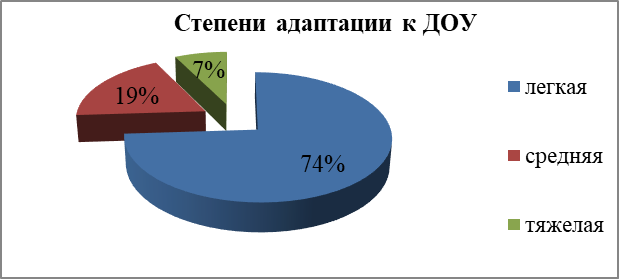 Степени адаптации к ДОУ
7%
19%
74%
легкая
средняя
тяжелая